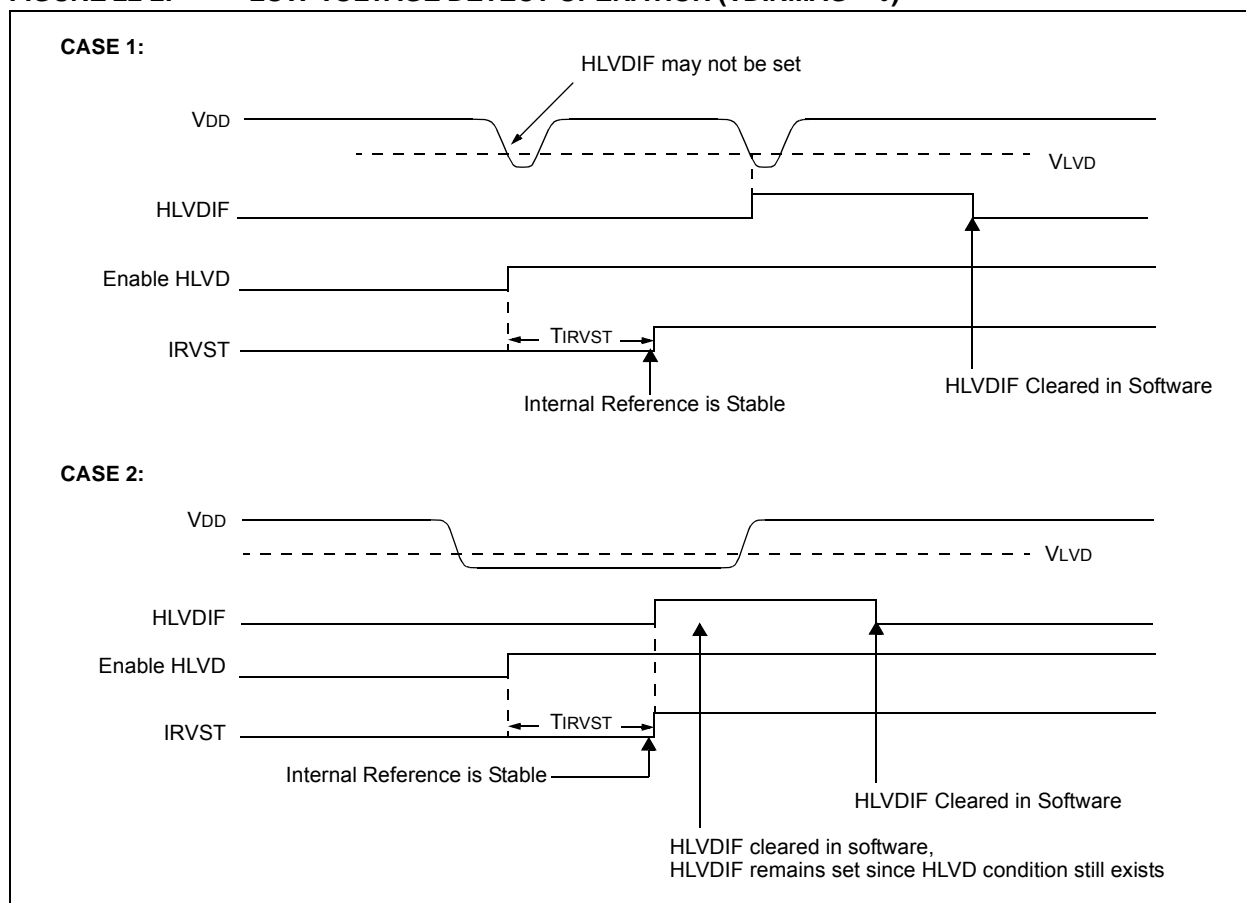 CASE 1:
HLVDIF may not be set
VDD
VLVD
HLVDIF
Enable HLVD
TIRVST
IRVST
HLVDIF Cleared in Software
Internal Reference is Stable
CASE 2:
VDD
VLVD
HLVDIF
Enable HLVD
TIRVST
IRVST
Internal Reference is Stable
HLVDIF Cleared in Software
HLVDIF cleared in software,
HLVDIF remains set since HLVD condition still exists